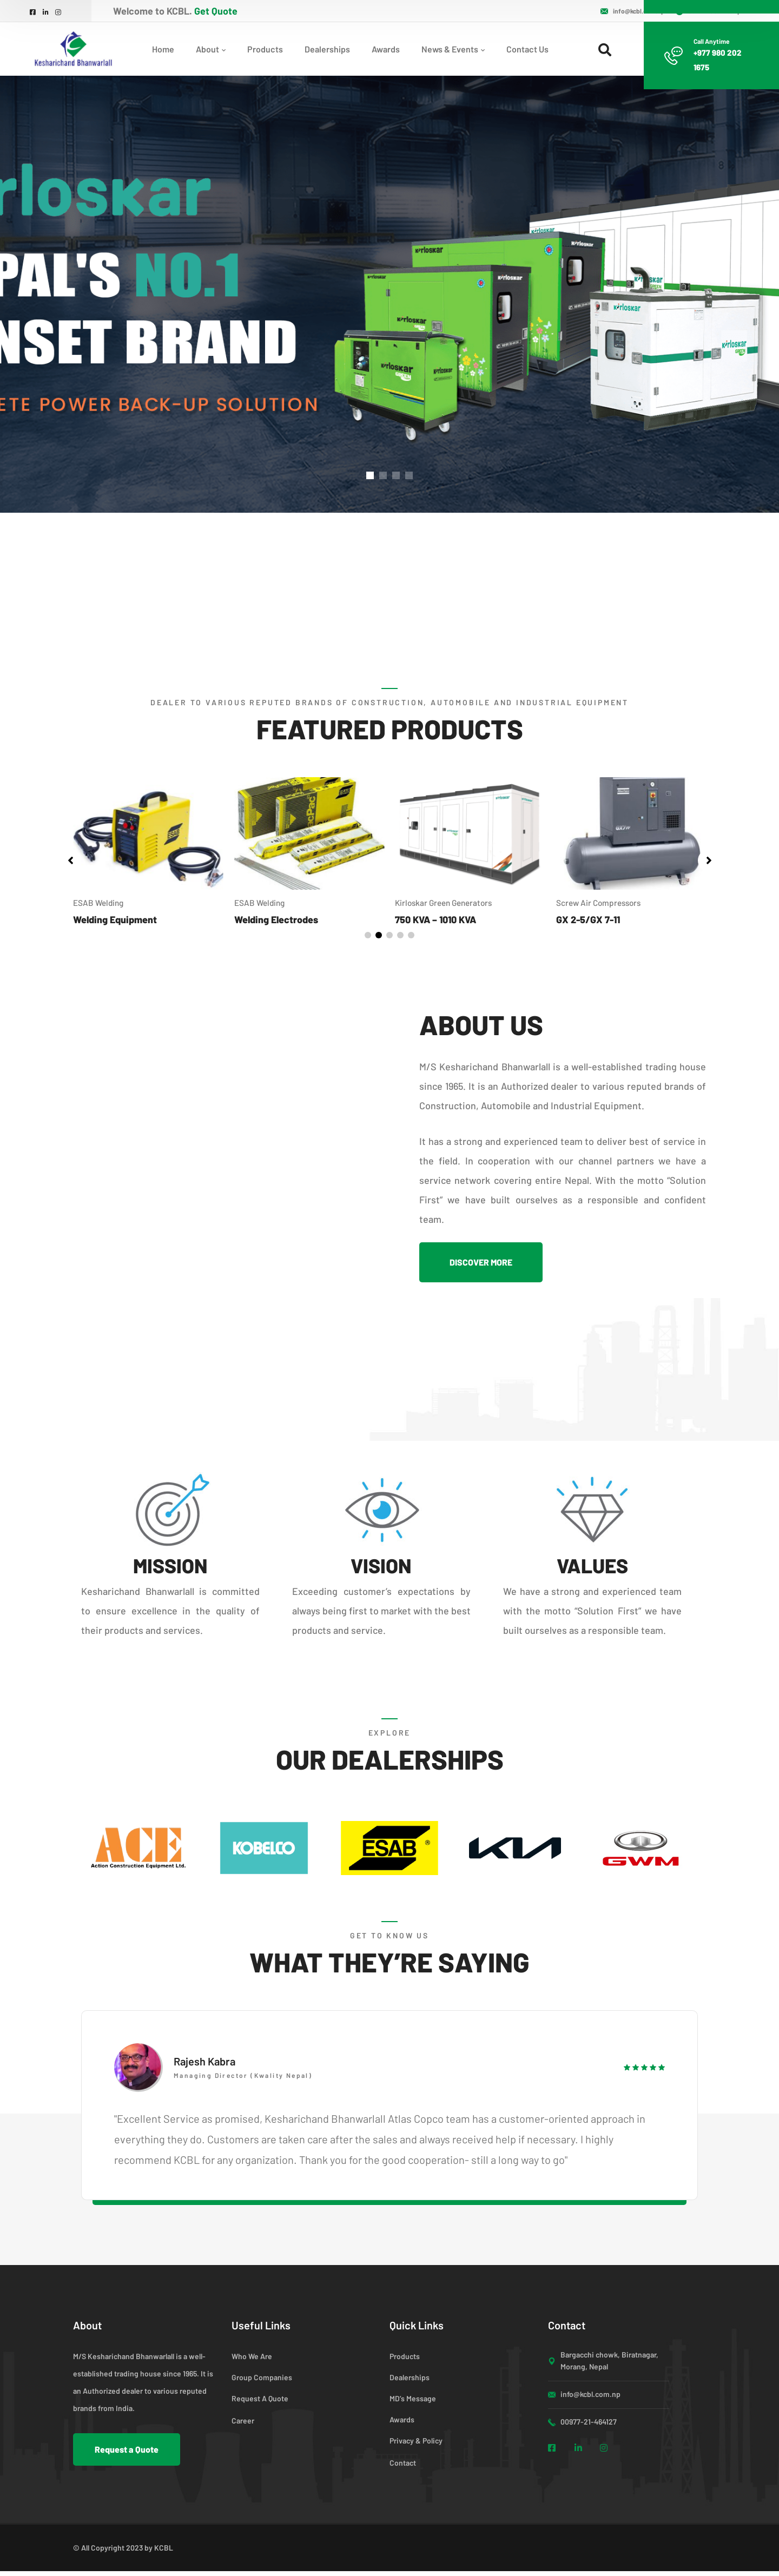 Welcome to KCBL. Get Quote
Kesharichand Bhanwarlall
Home
About
Products
Dealerships
Awards
News & Events
Contact Us
Call Anytime
+977 980 202
1675
NO.1
NSET BRAND
POWER BACK-UP SOLUTION
Kirloskar
Kirloskar
Kirloskar
Kirloskar
DEALER TO VARIOUS REPUTED BRANDS OF CONSTRUCTION, AUTOMOBILE AND INDUSTRIAL EQUIPMENT
FEATURED PRODUCTS
ESAB Welding
Welding Equipment
ESAB Welding
Welding Electrodes
Kirloskar Green Generators
750 KVA – 1010 KVA
Screw Air Compressors
GX 2-5/GX 7-11
ABOUT US
M/S Kesharichand Bhanwarlall is a well-established trading house
since 1965. It is an Authorized dealer to various reputed brands of
Construction, Automobile and Industrial Equipment.
It has a strong and experienced team to deliver best of service in
the field. In cooperation with our channel partners we have a
service network covering entire Nepal. With the motto “Solution
First” we have built ourselves as a responsible and confident
team.
DISCOVER MORE
MISSION
Kesharichand Bhanwarlall is committed
to ensure excellence in the quality of
their products and services.
VISION
Exceeding customer’s expectations by
always being first to market with the best
products and service.
VALUES
We have a strong and experienced team
with the motto “Solution First” we have
built ourselves as a responsible team.
EXPLORE
OUR DEALERSHIPS
ACE
Action Construction Equipment Ltd.
KOBELCO
ESAB®
KIA
GWM
GET TO KNOW US
WHAT THEY’RE SAYING
Rajesh Kabra
Managing Director (Kwality Nepal)
"Excellent Service as promised, Kesharichand Bhanwarlall Atlas Copco team has a customer-oriented approach in
everything they do. Customers are taken care after the sales and always received help if necessary. I highly
recommend KCBL for any organization. Thank you for the good cooperation- still a long way to go"
About
M/S Kesharichand Bhanwarlall is a well-
established trading house since 1965. It is
an Authorized dealer to various reputed
brands from India.
Request a Quote
Useful Links
Who We Are
Group Companies
Request A Quote
Career
Quick Links
Products
Dealerships
MD’s Message
Awards
Privacy & Policy
Contact
Contact
Bargacchi chowk, Biratnagar,
Morang, Nepal
info@kcbl.com.np
00977-21-464127
© All Copyright 2023 by KCBL